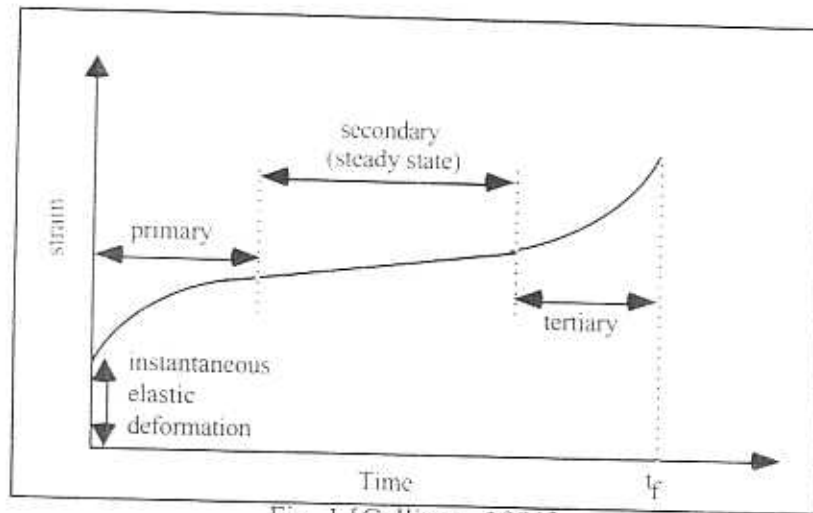 secondary
(steady state)
strain
primary
tertiary
instantaneous
elastic
deformation
Time
tf